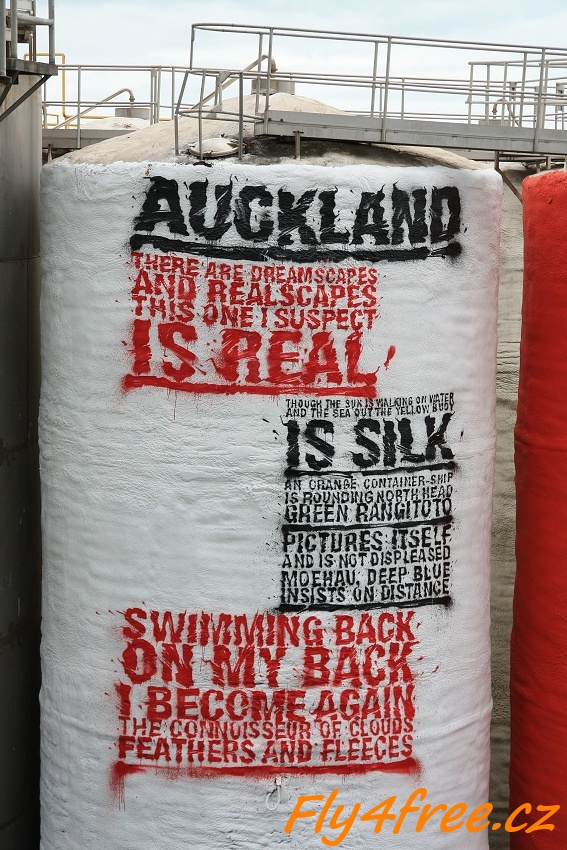 AUCKLAND
THERE ARE DREAMSCAPES
AND REALSCAPES
THIS ONE I SUSPECT
IS REAL
THOUGH THE SUN IS WALKING ON WATER
AND THE SEA OUT THE YELLOW BUOY
IS SILK
AN ORANGE CONTAINER-SHIP
IS ROUNDING NORTH HEAD
GREEN RANGITOTO
PICTURES ITSELF
AND IS NOT DISPLEASED
MOEHAU, DEEP BLUE
INSISTS ON DISTANCE
SWIMMING BACK
ON MY BACK
I BECOME AGAIN
THE CONNOISSEUR OF CLOUDS
FEATHERS AND FLEECES
Fly4free.cz